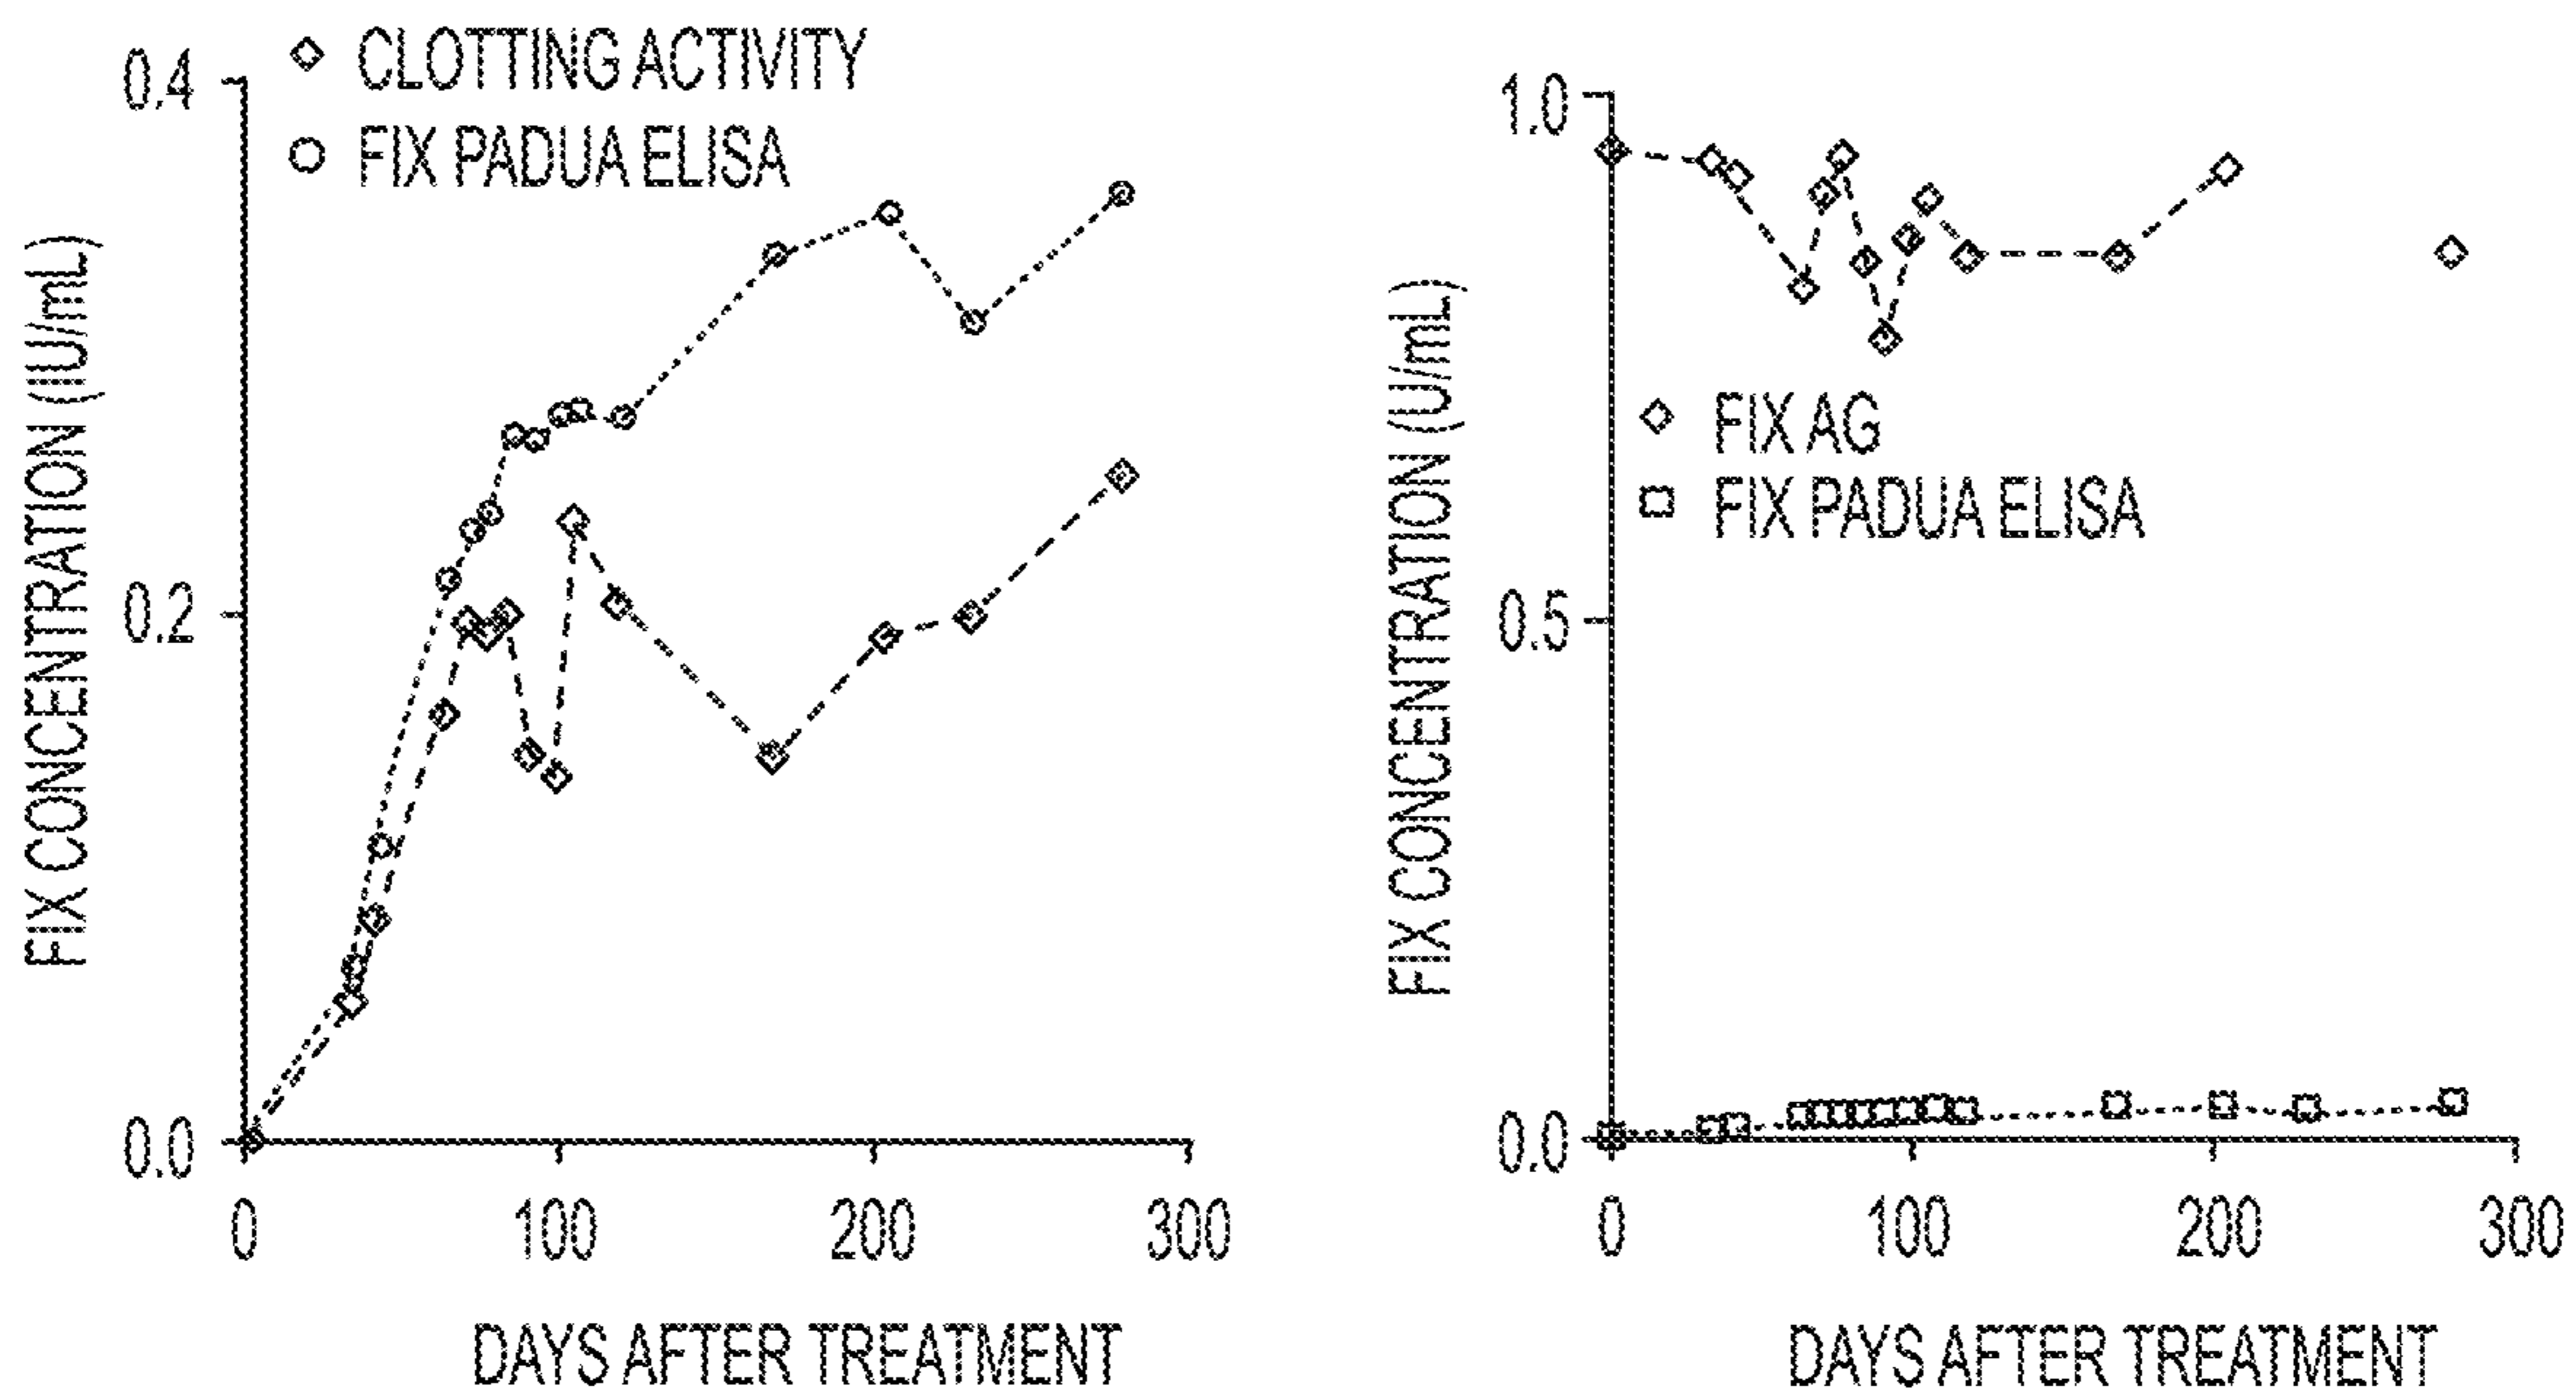 CLOTTING ACTIVITY
FIX PADUA ELISA
0.4
0.2
0.0
FIX CONCENTRATION (IU/mL)
0 100 200 300
DAYS AFTER TREATMENT
1.0
0.5
0.0
FIX CONCENTRATION (U/mL)
FIX AG
FIX PADUA ELISA
0 100 200 300
DAYS AFTER TREATMENT